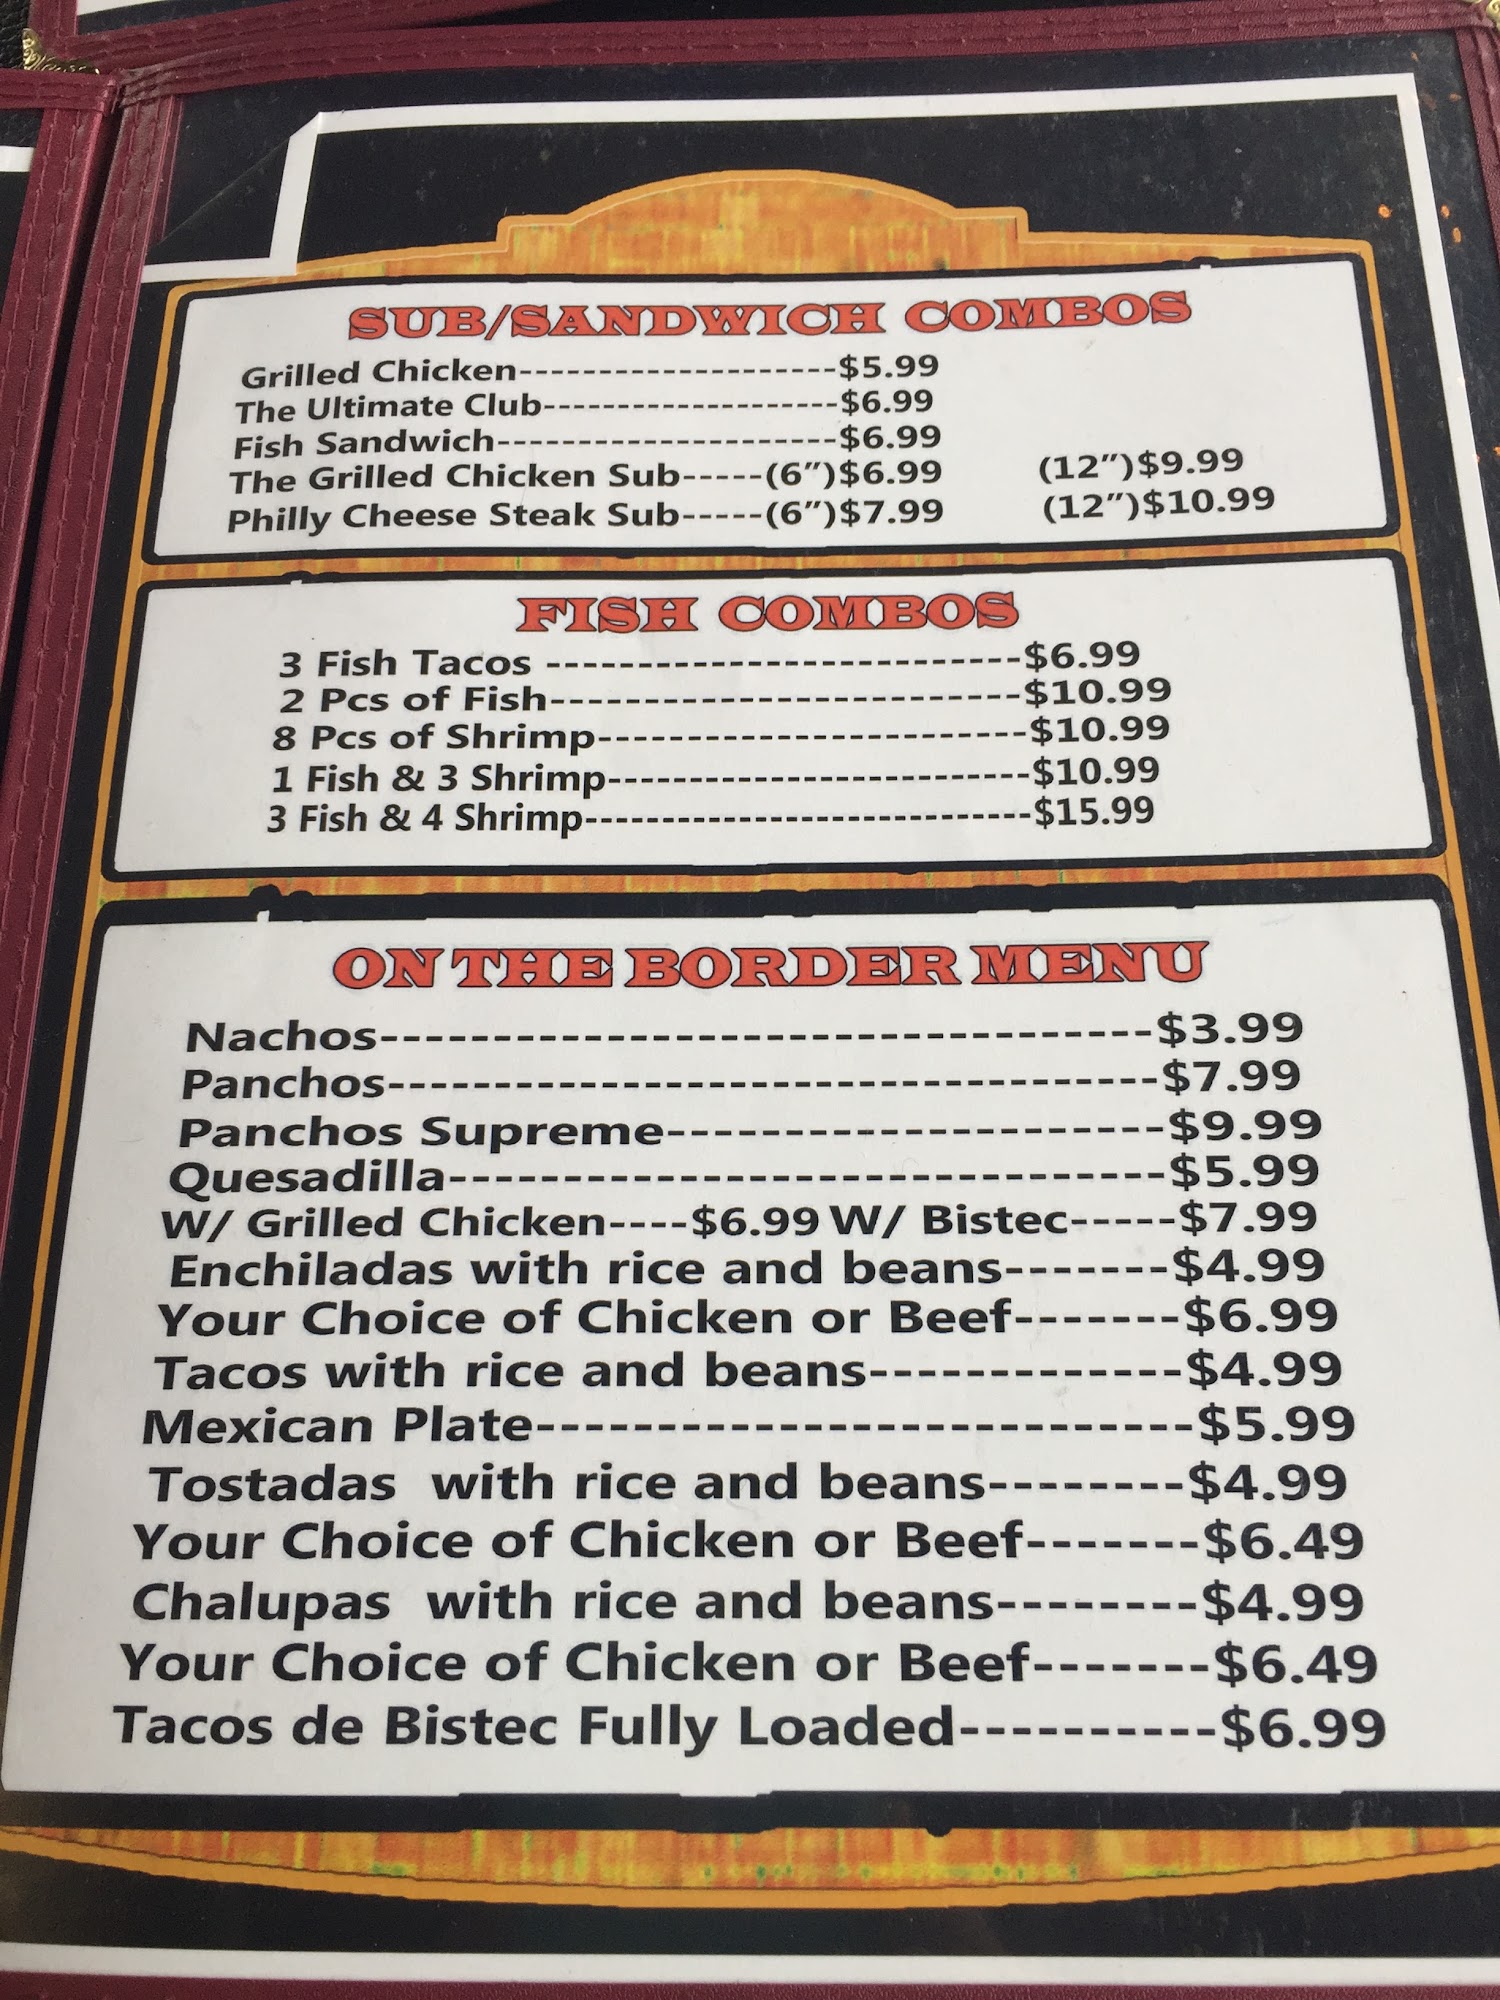 SUB/SANDWICH COMBOS
Grilled Chicken--------------------$5.99
The Ultimate Club--------------------$6.99
Fish Sandwich----------------------$6.99
The Grilled Chicken Sub-----(6")$6.99 (12")$9.99
Philly Cheese Steak Sub-----(6")$7.99 (12")$10.99
FISH COMBOS
3 Fish Tacos --------------------------$6.99
2 Pcs of Fish--------------------------$10.99
8 Pcs of Shrimp------------------------$10.99
1 Fish & 3 Shrimp--------------------------$10.99
3 Fish & 4 Shrimp-----------------------------$15.99
ON THE BORDER MENU
Nachos---------------------------------$3.99
Panchos---------------------------------$7.99
Panchos Supreme---------------------$9.99
Quesadilla------------------------------$5.99
W/ Grilled Chicken----$6.99 W/ Bistec-----$7.99
Enchiladas with rice and beans-------$4.99
Your Choice of Chicken or Beef-------$6.99
Tacos with rice and beans-------------$4.99
Mexican Plate---------------------------$5.99
Tostadas  with rice and beans--------$4.99
Your Choice of Chicken or Beef-------$6.49
Chalupas  with rice and beans--------$4.99
Your Choice of Chicken or Beef-------$6.49
Tacos de Bistec Fully Loaded----------$6.99